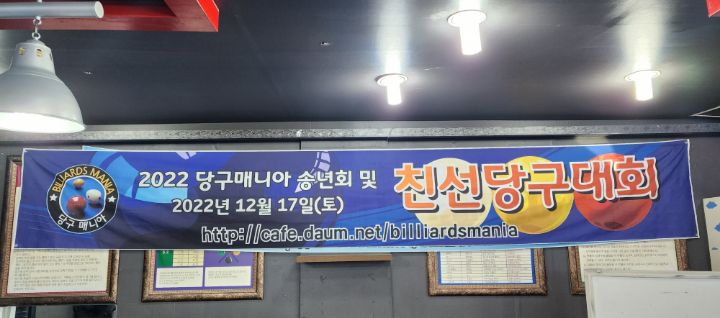 BILLIARDS MANIA
당구 매니아
2022 당구매니아 송년회 및
2022년 12월 17일(토)
친선당구대회
http://cafe.daum.net/billiardsmania